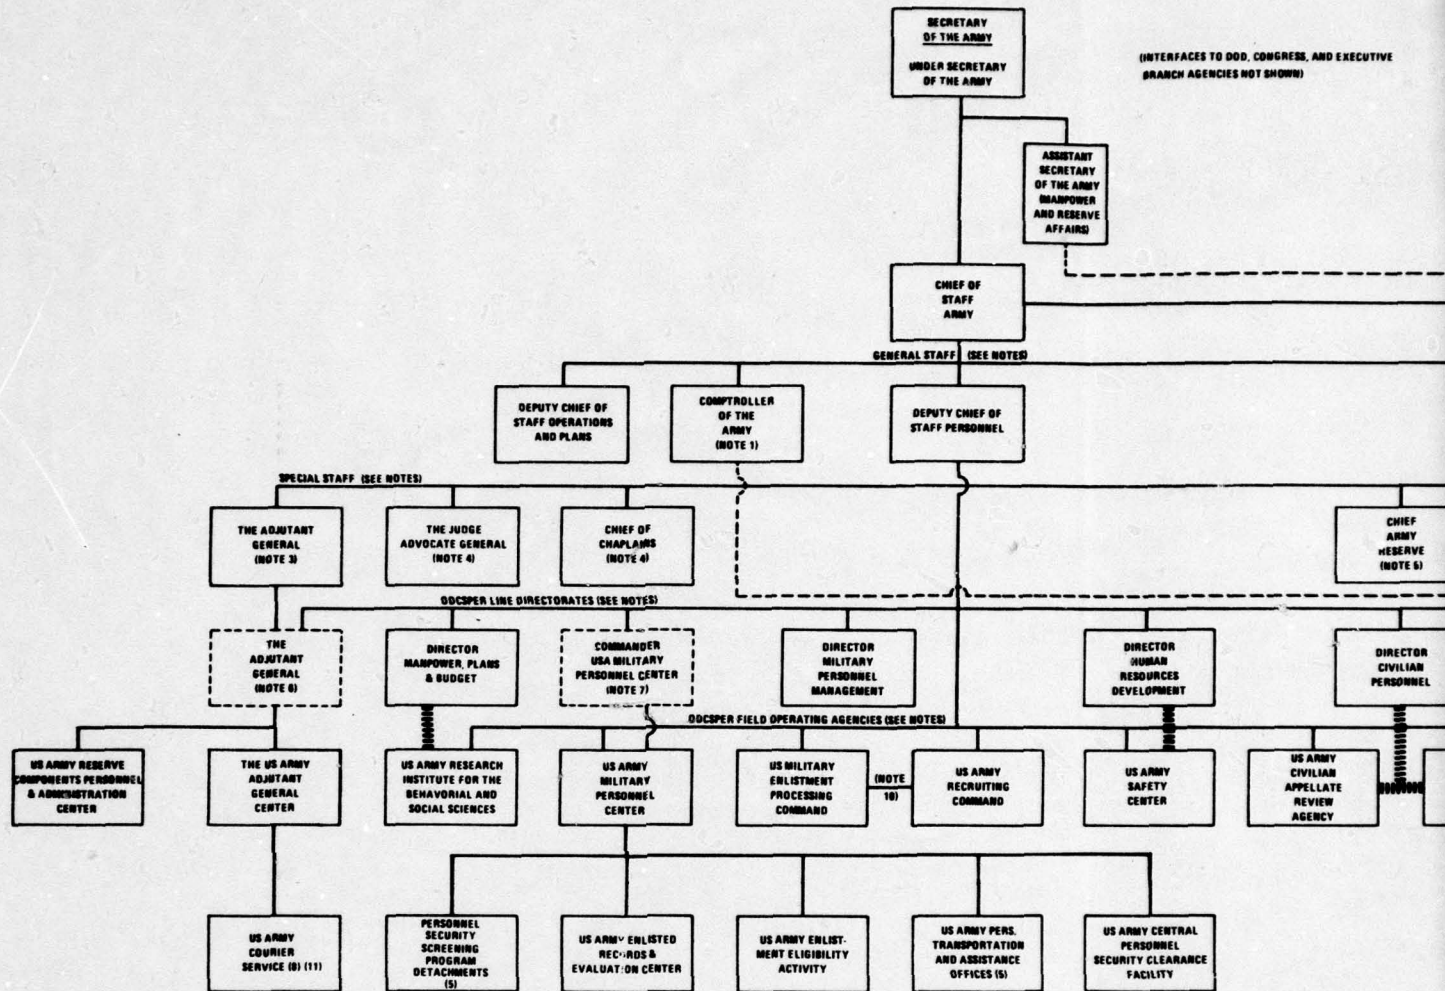 SECRETARY
OF THE ARMY
UNDER SECRETARY
OF THE ARMY
(INTERFACES TO DOD, CONGRESS, AND EXECUTIVE
BRANCH AGENCIES NOT SHOWN)
ASSISTANT
SECRETARY
OF THE ARMY
(MANPOWER
AND RESERVE
AFFAIRS)
CHIEF OF
STAFF
ARMY
GENERAL STAFF (SEE NOTES)
DEPUTY CHIEF OF
STAFF OPERATIONS
AND PLANS
COMPTROLLER
OF THE
ARMY
(NOTE 1)
DEPUTY CHIEF OF
STAFF PERSONNEL
SPECIAL STAFF (SEE NOTES)
THE ADJUTANT
GENERAL
(NOTE 3)
THE JUDGE
ADVOCATE GENERAL
(NOTE 4)
CHIEF OF
CHAPLAINS
(NOTE 4)
CHIEF
ARMY
RESERVE
(NOTE 5)
ODCSPER LINE DIRECTORATES (SEE NOTES)
THE
ADJUTANT
GENERAL
(NOTE 6)
DIRECTOR
MANPOWER, PLANS
& BUDGET
COMMANDER
USA MILITARY
PERSONNEL CENTER
(NOTE 7)
DIRECTOR
MILITARY
PERSONNEL
MANAGEMENT
DIRECTOR
HUMAN
RESOURCES
DEVELOPMENT
DIRECTOR
CIVILIAN
PERSONNEL
ODCSPER FIELD OPERATING AGENCIES (SEE NOTES)
US ARMY RESERVE
COMPONENTS PERSONNEL
& ADMINISTRATION
CENTER
THE US ARMY
ADJUTANT
GENERAL
CENTER
US ARMY RESEARCH
INSTITUTE FOR THE
BEHAVORIAL AND
SOCIAL SCIENCES
US ARMY
MILITARY
PERSONNEL
CENTER
US MILITARY
ENLISTMENT
PROCESSING
COMMAND
(NOTE
10)
US ARMY
RECRUITING
COMMAND
US ARMY
SAFETY
CENTER
US ARMY
CIVILIAN
APPELLATE
REVIEW
AGENCY
US ARMY
COURIER
SERVICE (8) (11)
PERSONNEL
SECURITY
SCREENING
PROGRAM
DETACHMENTS
(5)
US ARMY ENLISTED
RECORDS &
EVALUATION CENTER
US ARMY ENLIST-
MENT ELIGIBILITY
ACTIVITY
US ARMY PERS.
TRANSPORTATION
AND ASSISTANCE
OFFICES (5)
US ARMY CENTRAL
PERSONNEL
SECURITY CLEARANCE
FACILITY